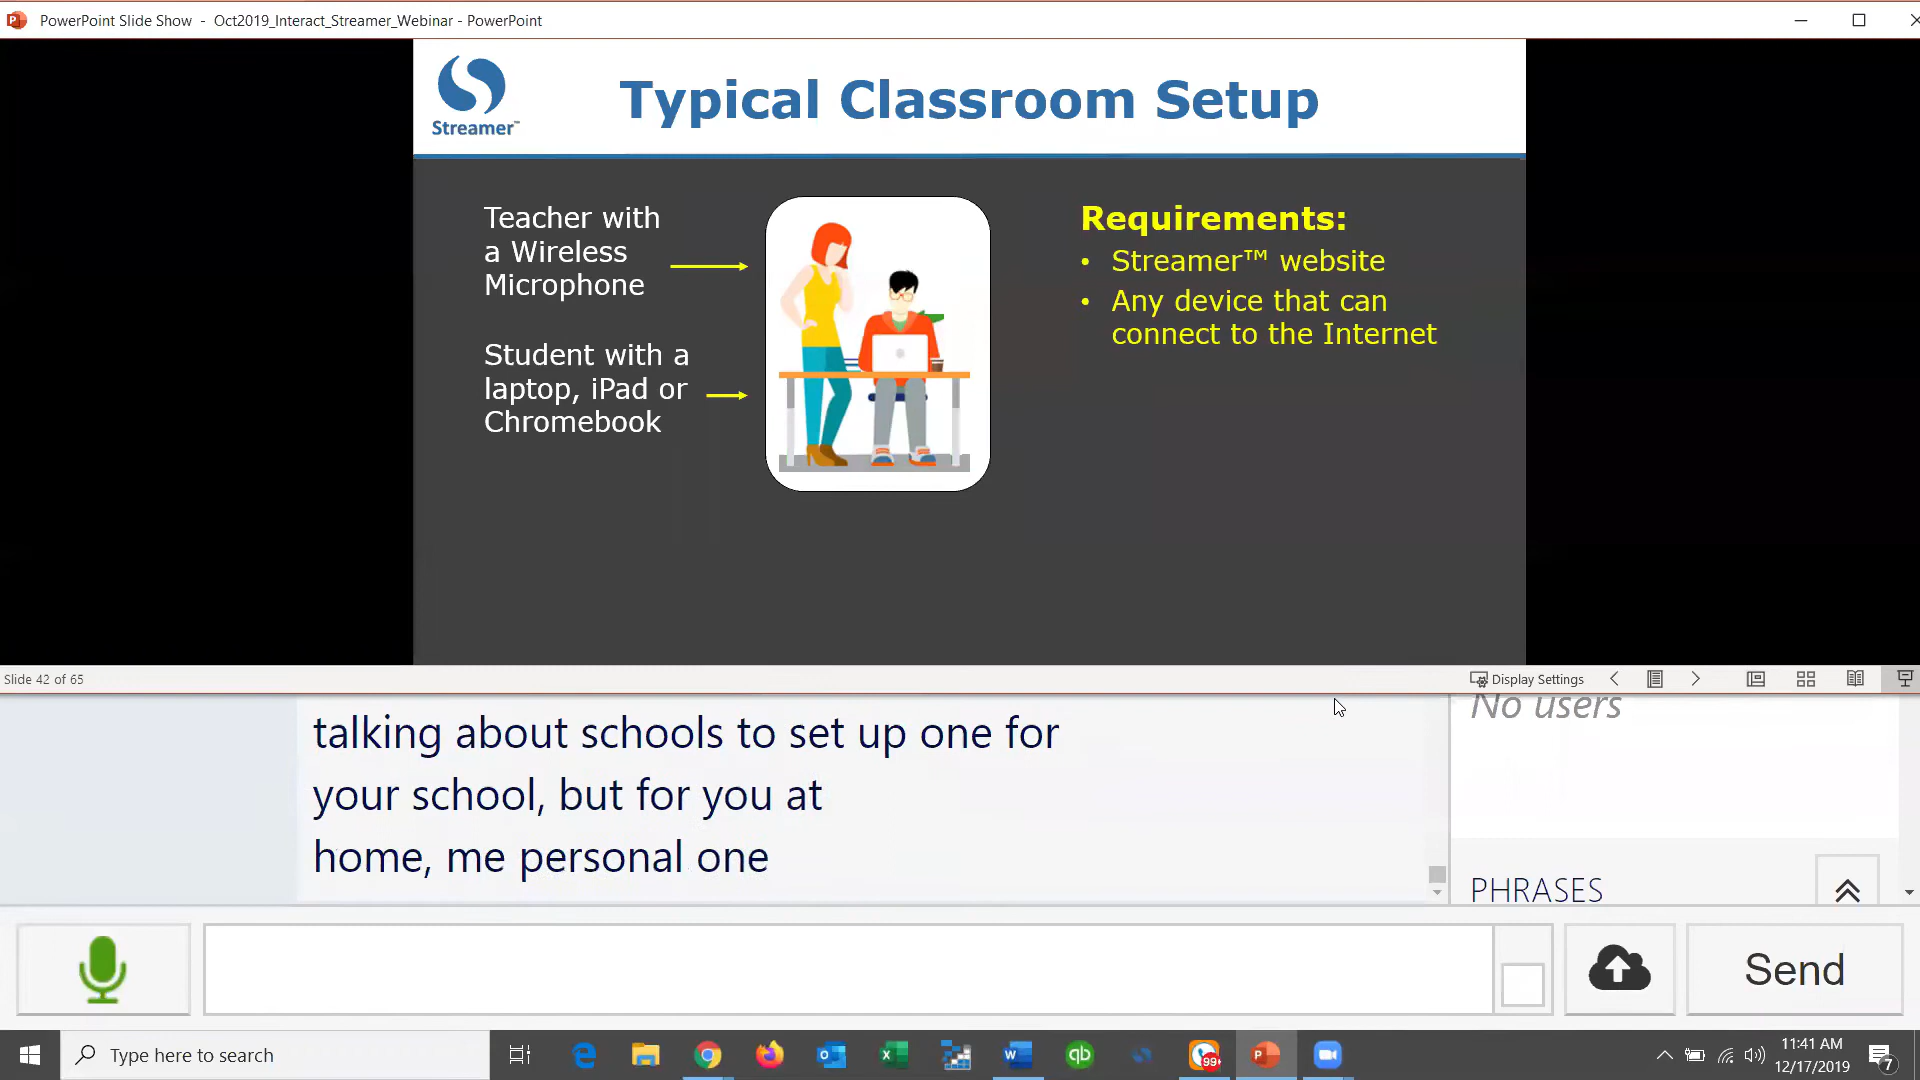 PowerPoint Slide Show - Oct2019_Interact_Streamer_Webinar - PowerPoint
Streamer™
Typical Classroom Setup
Teacher with
a Wireless
Microphone
Student with a
laptop, iPad or
Chromebook
Requirements:
• Streamer™ website
• Any device that can
connect to the Internet
Slide 42 of 65
Display Settings
No users
talking about schools to set up one for
your school, but for you at
home, me personal one
PHRASES
Send
Type here to search
99+
11:41 AM
12/17/2019
7